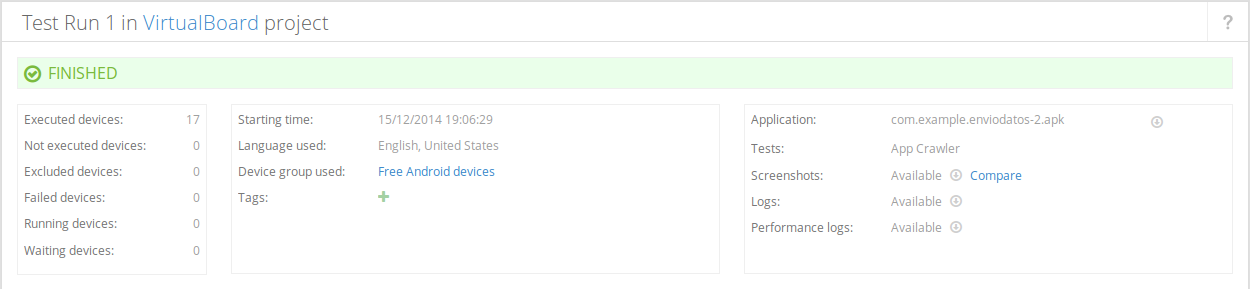 Test Run 1 in VirtualBoard project
?
FINISHED
Executed devices: 17
Not executed devices: 0
Excluded devices: 0
Failed devices: 0
Running devices: 0
Waiting devices: 0
Starting time: 15/12/2014 19:06:29
Language used: English, United States
Device group used: Free Android devices
Tags:
Application: com.example.enviodatos-2.apk
Tests: App Crawler
Screenshots: Available Compare
Logs: Available
Performance logs: Available